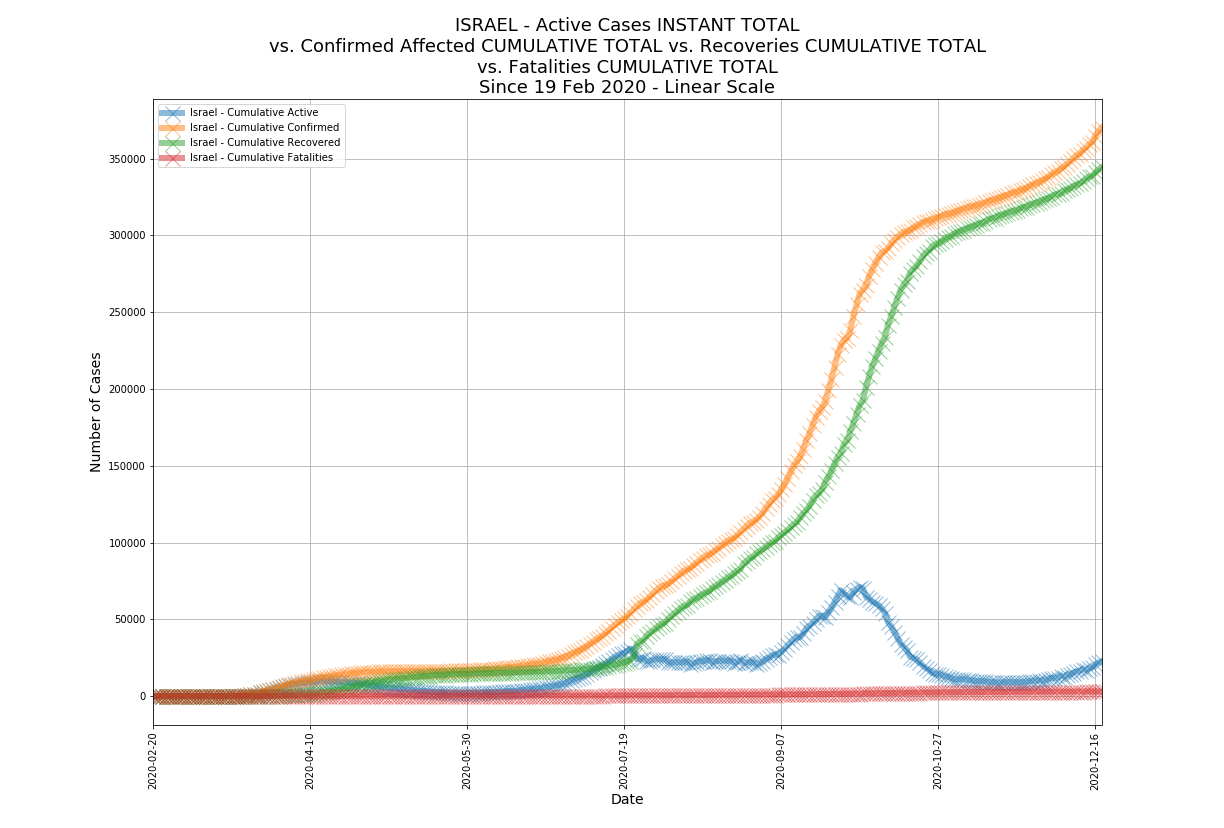 ISRAEL - Active Cases INSTANT TOTAL
vs. Confirmed Affected CUMULATIVE TOTAL vs. Recoveries CUMULATIVE TOTAL
vs. Fatalities CUMULATIVE TOTAL
Since 19 Feb 2020 - Linear Scale
Israel - Cumulative Active
Israel - Cumulative Confirmed
Israel - Cumulative Recovered
Israel - Cumulative Fatalities
Number of Cases
350000
300000
250000
200000
150000
100000
50000
0
2020-02-20
2020-04-10
2020-05-30
2020-07-19
2020-09-07
2020-10-27
2020-12-16
Date